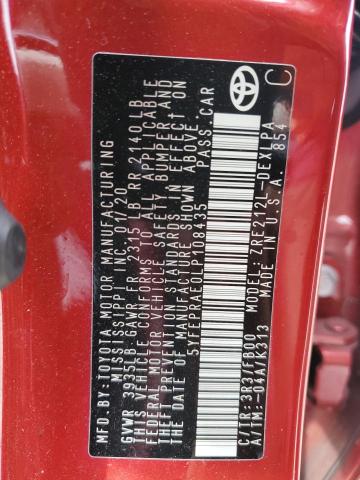 MFD.BY:TOYOTA MOTOR MANUFACTURING
MISSISSIPPI INC. 01/20
GVWR 3935LB GAWR FR 2315 LB RR 2140LB
THIS VEHICLE CONFORMS TO ALL APPLICABLE
FEDERAL MOTOR VEHICLE SAFETY BUMPER, AND
THEFT PREVENTION STANDARDS IN EFFECT ON
THE DATE OF MANUFACTURE SHOWN ABOVE.
5YFEPRAE0LP108435 PASS. CAR
C/TR: 3R3/FB00
MODEL: ZRE212L-DEXLPA
A/TM: -04A/K313
MADE IN U.S.A. 854
C